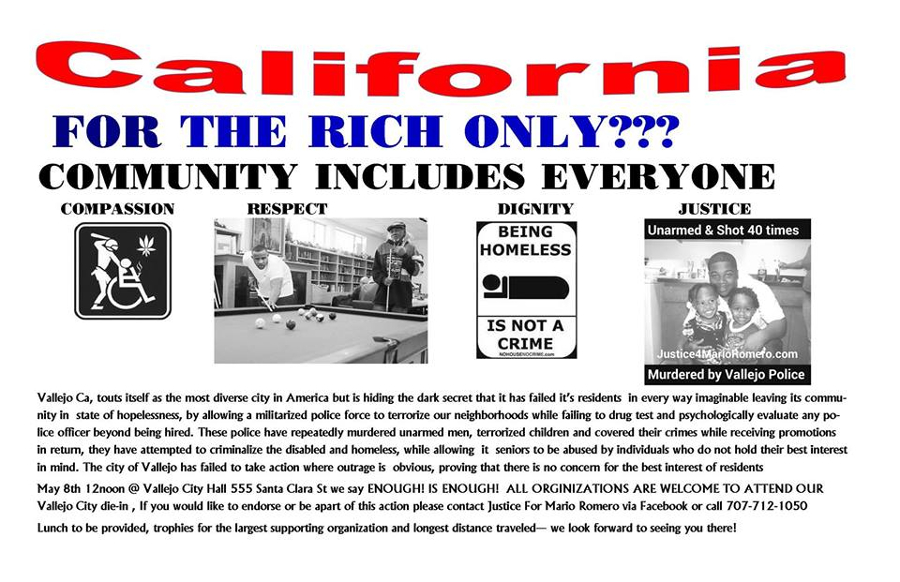 California
FOR THE RICH ONLY???
COMMUNITY INCLUDES EVERYONE
COMPASSION RESPECT DIGNITY JUSTICE
BEING
HOMELESS
IS NOT A
CRIME
NOHOUSENOCRIME.com
Unarmed & Shot 40 times
Justice4MarioRomero.com
Murdered by Vallejo Police
Vallejo Ca, touts itself as the most diverse city in America but is hiding the dark secret that it has failed it's residents in every way imaginable leaving its commu-
nity in state of hopelessness, by allowing a militarized police force to terrorize our neighborhoods while failing to drug test and psychologically evaluate any po-
lice officer beyond being hired. These police have repeatedly murdered unarmed men, terrorized children and covered their crimes while receiving promotions
in return, they have attempted to criminalize the disabled and homeless, while allowing it seniors to be abused by individuals who do not hold their best interest
in mind. The city of Vallejo has failed to take action where outrage is obvious, proving that there is no concern for the best interest of residents
May 8th 12noon @ Vallejo City Hall 555 Santa Clara St we say ENOUGH! IS ENOUGH! ALL ORGINIZATIONS ARE WELCOME TO ATTEND OUR
Vallejo City die-in , If you would like to endorse or be apart of this action please contact Justice For Mario Romero via Facebook or call 707-712-1050
Lunch to be provided, trophies for the largest supporting organization and longest distance traveled— we look forward to seeing you there!